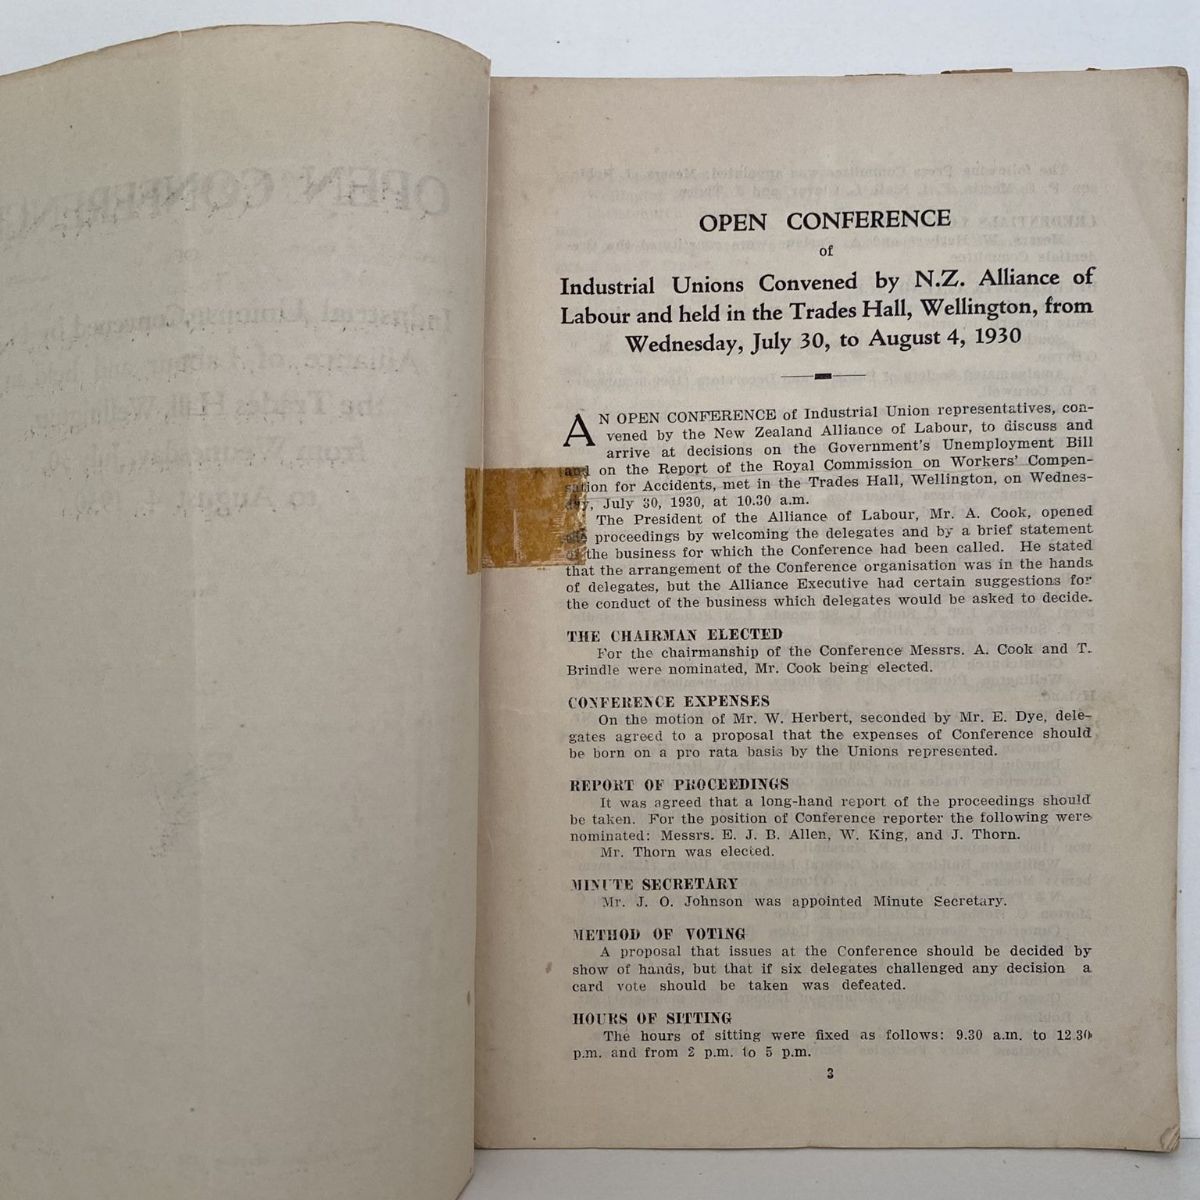 OPEN CONFERENCE
of
Industrial Unions Convened by N.Z. Alliance of
Labour and held in the Trades Hall, Wellington, from
Wednesday, July 30, to August 4, 1930
AN OPEN CONFERENCE of Industrial Union representatives, con-
vened by the New Zealand Alliance of Labour, to discuss and
arrive at decisions on the Government's Unemployment Bill
and on the Report of the Royal Commission on Workers' Compen-
sation for Accidents, met in the Trades Hall, Wellington, on Wednes-
day, July 30, 1930, at 10.30 a.m.
The President of the Alliance of Labour, Mr. A. Cook, opened
the proceedings by welcoming the delegates and by a brief statement
of the business for which the Conference had been called. He stated
that the arrangement of the Conference organisation was in the hands
of delegates, but the Alliance Executive had certain suggestions for
the conduct of the business which delegates would be asked to decide.
THE CHAIRMAN ELECTED
For the chairmanship of the Conference Messrs. A. Cook and T.
Brindle were nominated, Mr. Cook being elected.
CONFERENCE EXPENSES
On the motion of Mr. W. Herbert, seconded by Mr. E. Dye, dele-
gates agreed to a proposal that the expenses of Conference should
be born on a pro rata basis by the Unions represented.
REPORT OF PROCEEDINGS
It was agreed that a long-hand report of the proceedings should
be taken. For the position of Conference reporter the following were
nominated: Messrs. E. J. B. Allen, W. King, and J. Thorn.
Mr. Thorn was elected.
MINUTE SECRETARY
Mr. J. O. Johnson was appointed Minute Secretary.
METHOD OF VOTING
A proposal that issues at the Conference should be decided by
show of hands, but that if six delegates challenged any decision a
card vote should be taken was defeated.
HOURS OF SITTING
The hours of sitting were fixed as follows: 9.30 a.m. to 12.30
p.m. and from 2 p.m. to 5 p.m.
3